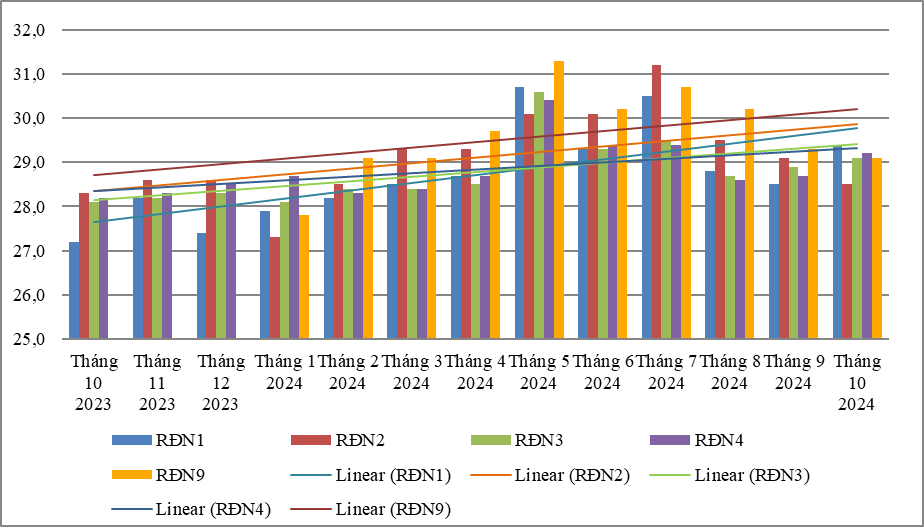 32,0
31,0
30,0
29,0
28,0
27,0
26,0
25,0
Tháng 10 2023
Tháng 11 2023
Tháng 12 2023
Tháng 1 2024
Tháng 2 2024
Tháng 3 2024
Tháng 4 2024
Tháng 5 2024
Tháng 6 2024
Tháng 7 2024
Tháng 8 2024
Tháng 9 2024
Tháng 10 2024
RĐN1
RĐN2
RĐN3
RĐN4
RĐN9
Linear (RĐN1)
Linear (RĐN2)
Linear (RĐN3)
Linear (RĐN4)
Linear (RĐN9)